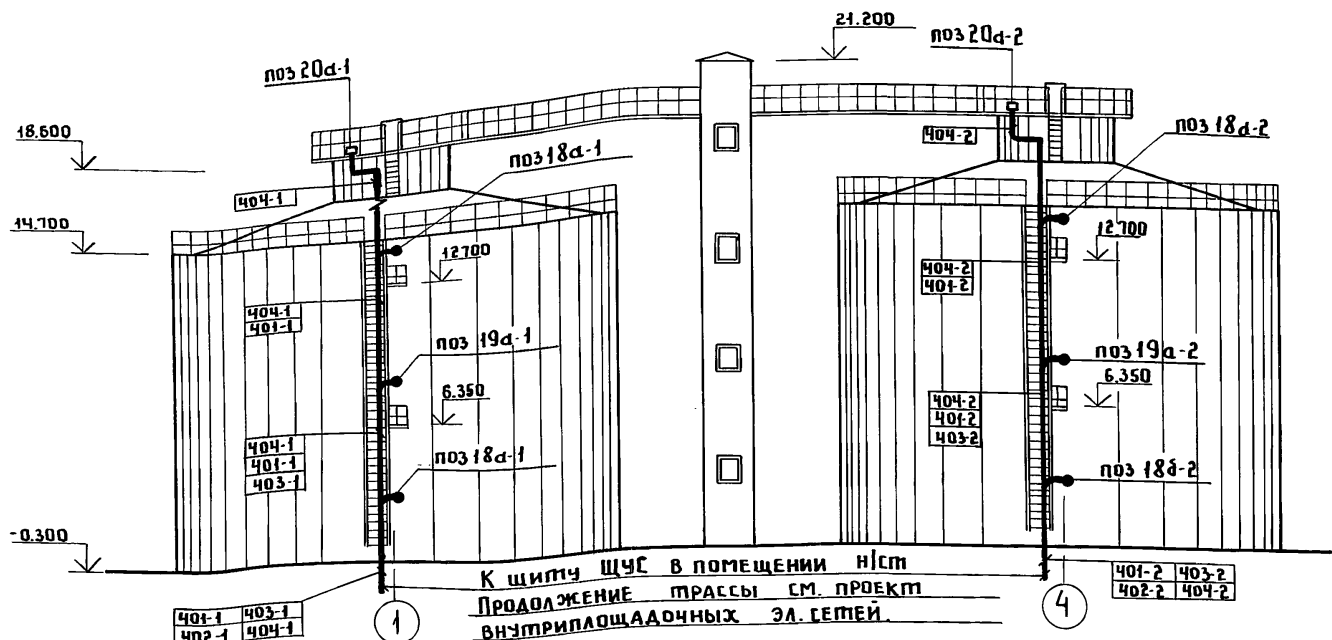 21.200
поз 20а-2
поз 20а-1
18.600
404-2
поз 18а-2
поз 18а-1
404-1
14.700
12.700
12.700
404-2
401-2
404-1
401-1
поз 19а-1
поз 19а-2
6.350
6.350
404-2
401-2
403-2
404-1
401-1
403-1
поз 18а-1
поз 18б-2
-0.300
К щиту ЩУС в помещении н/ст
Продолжение трассы см. проект
внутриплощадочных эл. сетей.
401-1 403-1
402-1 404-1
1
4
401-2 403-2
402-2 404-2